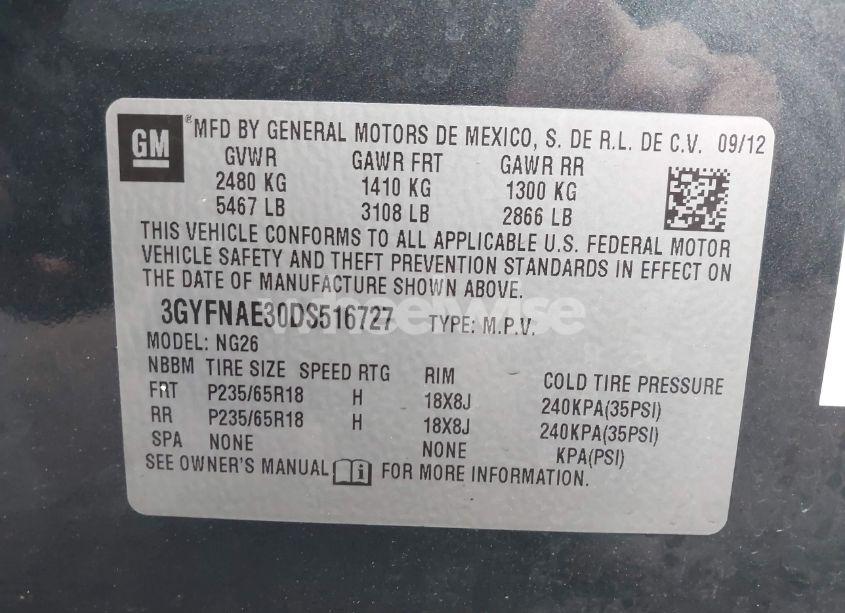 GM ® MFD BY GENERAL MOTORS DE MEXICO, S. DE R.L. DE C.V. 09/12
GVWR GAWR FRT GAWR RR
2480 KG 1410 KG 1300 KG
5467 LB 3108 LB 2866 LB
THIS VEHICLE CONFORMS TO ALL APPLICABLE U.S. FEDERAL MOTOR
VEHICLE SAFETY AND THEFT PREVENTION STANDARDS IN EFFECT ON
THE DATE OF MANUFACTURE SHOWN ABOVE.
3GYFNAE30DS516727 TYPE: M.P.V.
MODEL: NG26
NBBM TIRE SIZE SPEED RTG RIM COLD TIRE PRESSURE
FRT P235/65R18 H 18X8J 240KPA(35PSI)
RR P235/65R18 H 18X8J 240KPA(35PSI)
SPA NONE NONE KPA(PSI)
SEE OWNER'S MANUAL FOR MORE INFORMATION.